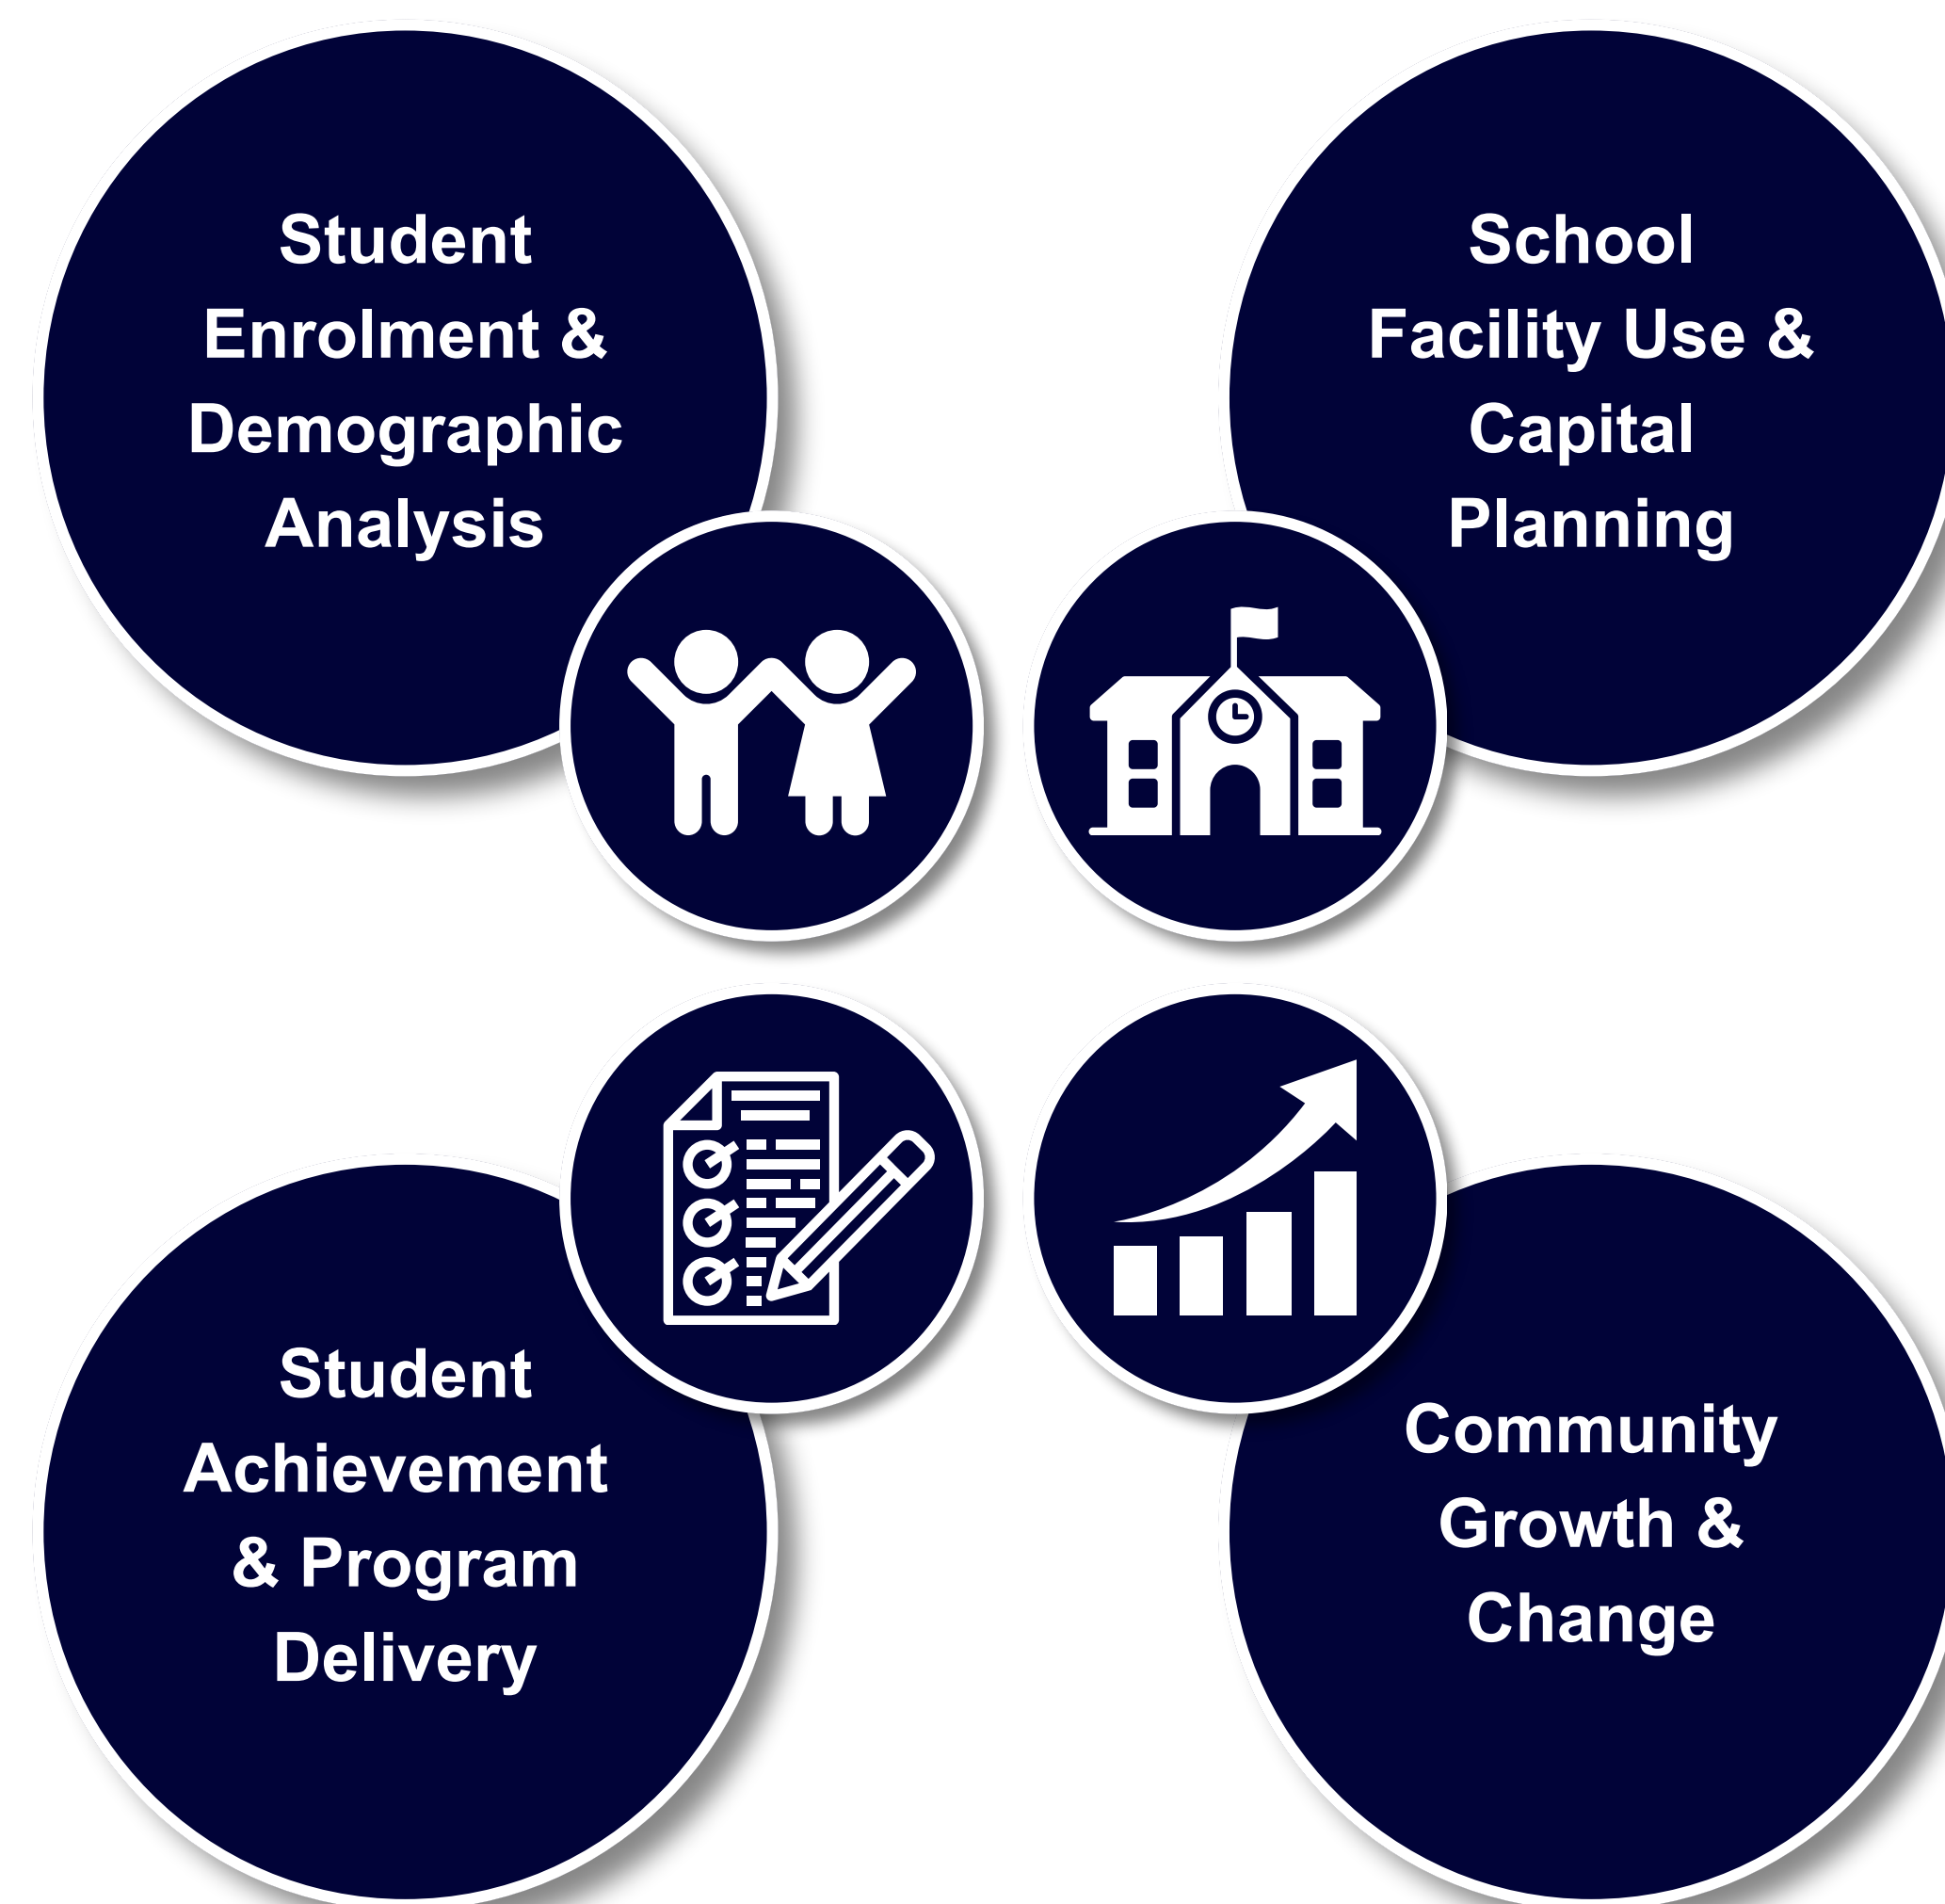 Student
Enrolment &
Demographic
Analysis
School
Facility Use &
Capital
Planning
Student
Achievement
& Program
Delivery
Community
Growth &
Change